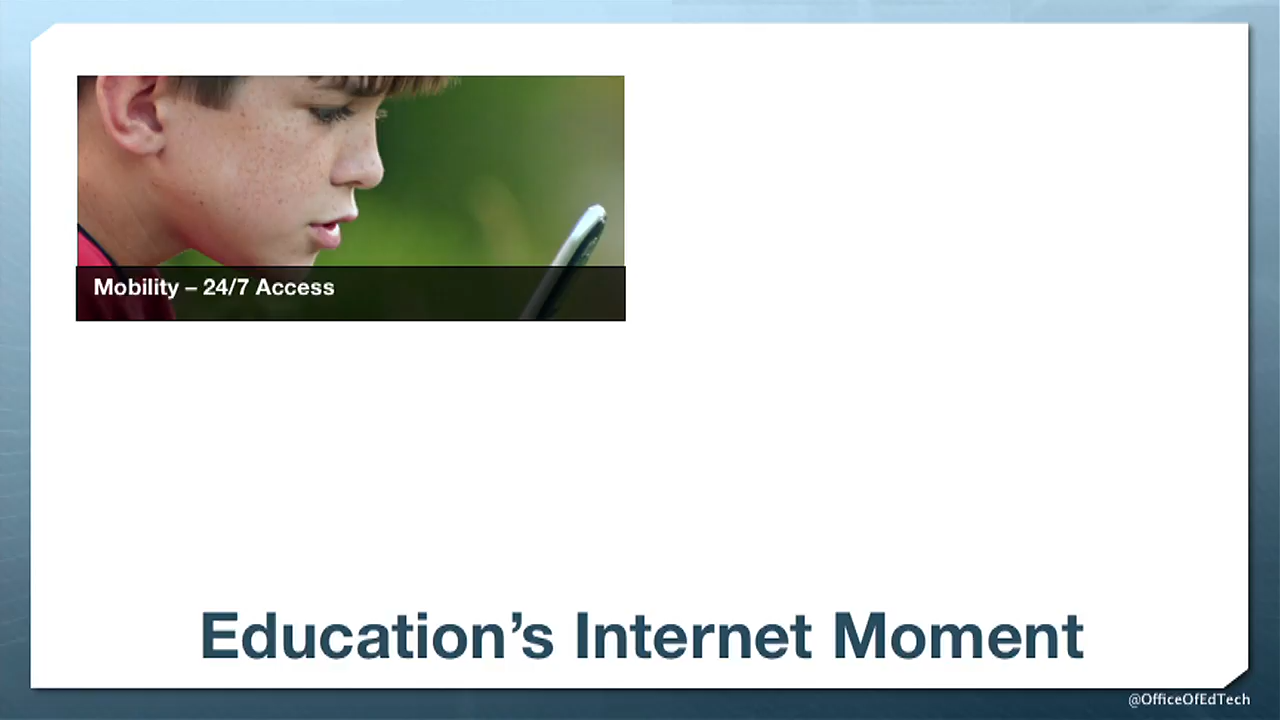 Mobility – 24/7 Access
Education’s Internet Moment
@OfficeOfEdTech